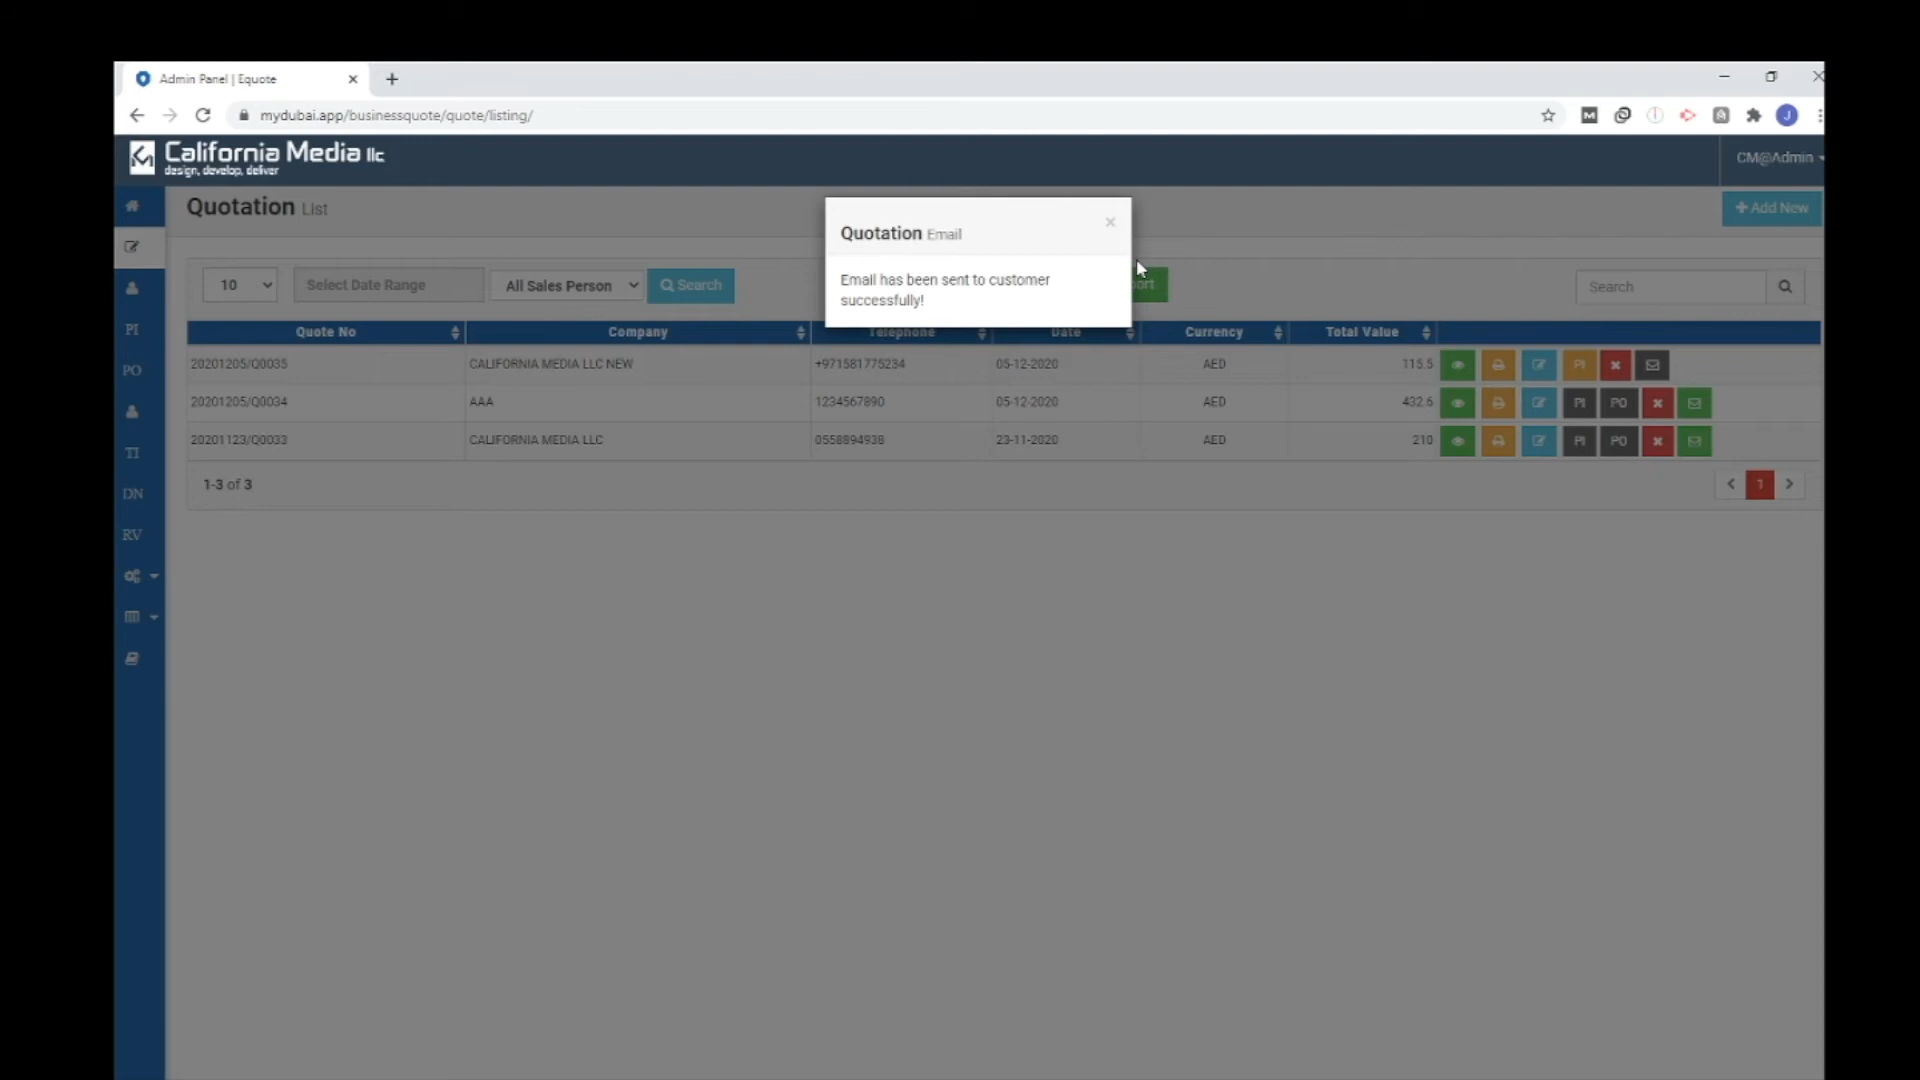 Admin Panel | Equote
mydubai.app/businessquote/quote/listing/
California Media llc
design, develop, deliver
CM@Admin
Quotation List
+ Add New
Quotation Email
Email has been sent to customer
successfully!
10
Select Date Range
All Sales Person
Search
ort
Search
Quote No Company Telephone Date Currency Total Value
20201205/Q0035 CALIFORNIA MEDIA LLC NEW +971581775234 05-12-2020 AED 115.5 PI
20201205/Q0034 AAA 1234567890 05-12-2020 AED 432.6 PI PO
20201123/Q0033 CALIFORNIA MEDIA LLC 0558894938 23-11-2020 AED 210 PI PO
1-3 of 3
1
PI
PO
TI
DN
RV
J